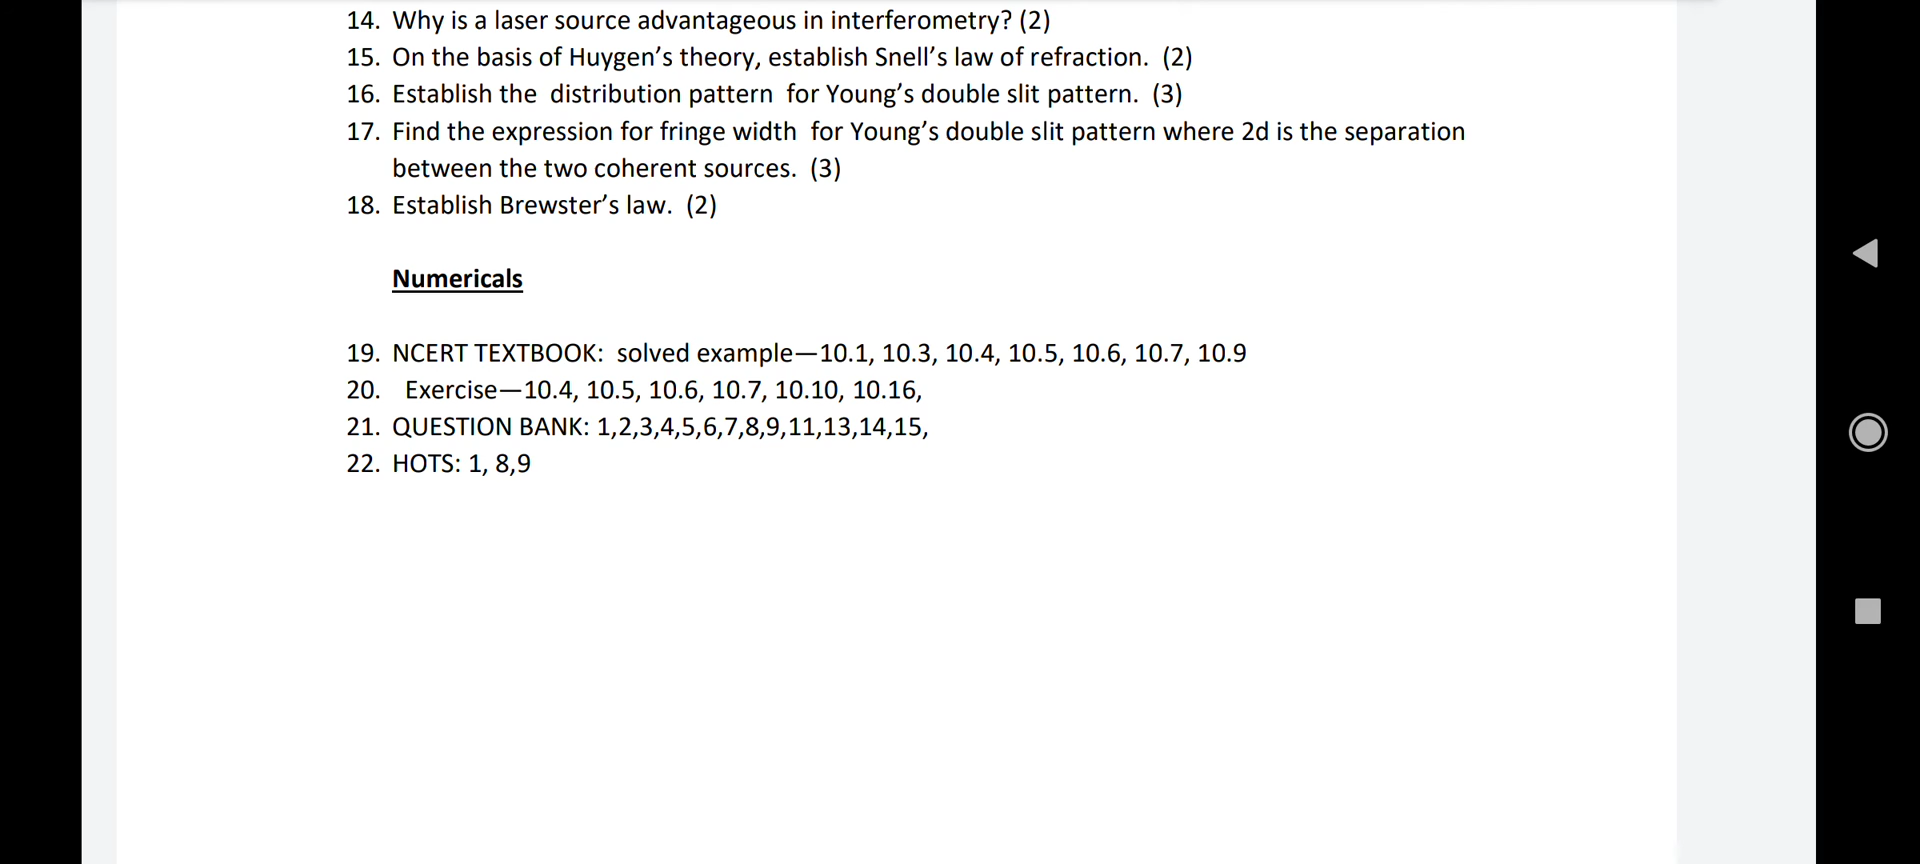 14. Why is a laser source advantageous in interferometry? (2)
15. On the basis of Huygen’s theory, establish Snell’s law of refraction. (2)
16. Establish the distribution pattern for Young’s double slit pattern. (3)
17. Find the expression for fringe width for Young’s double slit pattern where 2d is the separation
between the two coherent sources. (3)
18. Establish Brewster’s law. (2)
Numericals
19. NCERT TEXTBOOK: solved example—10.1, 10.3, 10.4, 10.5, 10.6, 10.7, 10.9
20. Exercise—10.4, 10.5, 10.6, 10.7, 10.10, 10.16,
21. QUESTION BANK: 1,2,3,4,5,6,7,8,9,11,13,14,15,
22. HOTS: 1, 8,9